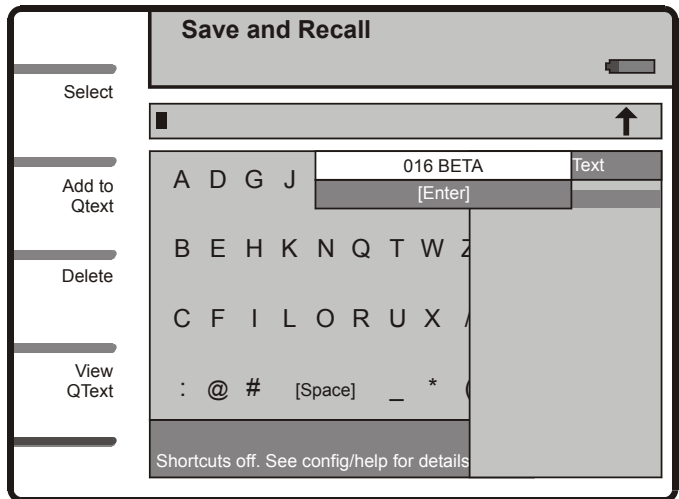 Save and Recall
Select
Add to
Qtext
Delete
View
QText
016 BETA
Text
[Enter]
A D G J
B E H K N Q T W Z
C F I L O R U X /
: @ # [Space] _ * (
Shortcuts off. See config/help for details